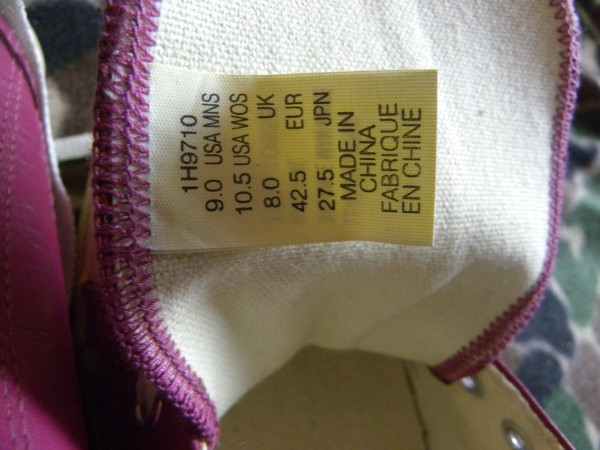 1H9710
9.0 USA MNS
10.5 USA WOS
8.0 UK
42.5 EUR
27.5 JPN
MADE IN
CHINA
FABRIQUE
EN CHINE